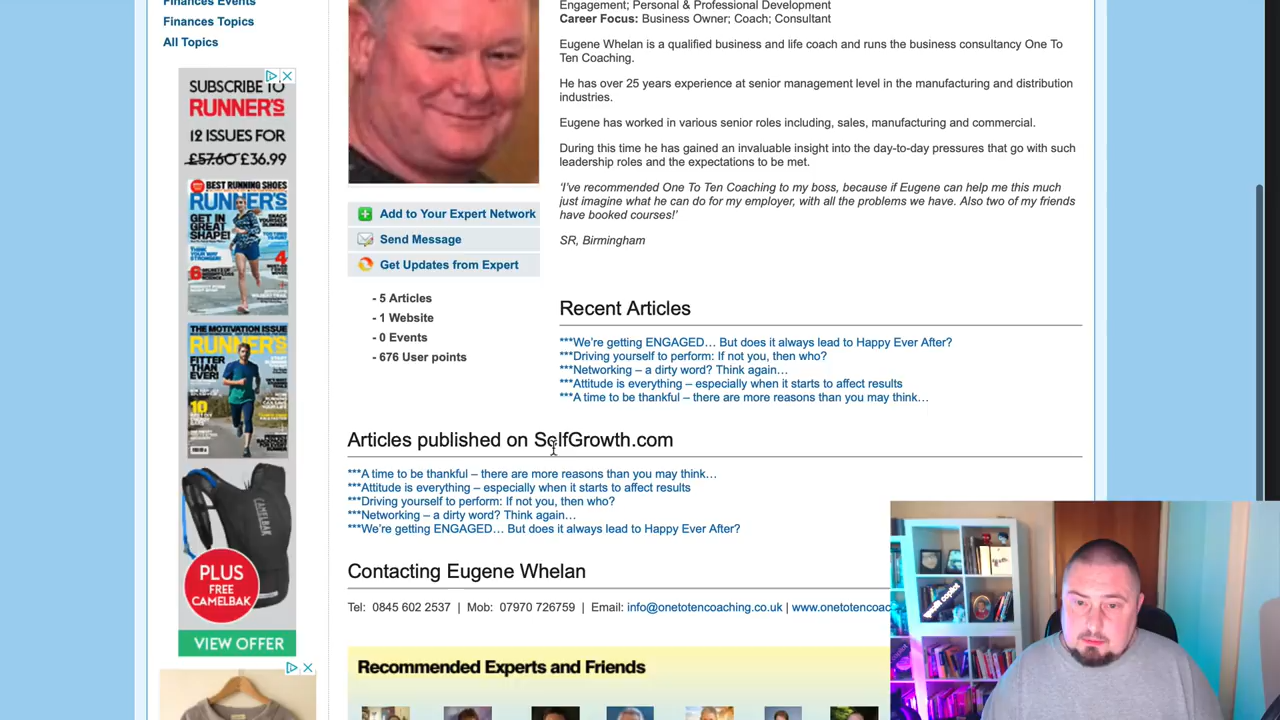 Finances Events
Finances Topics
All Topics
SUBSCRIBE TO
RUNNER'S
12 ISSUES FOR
£57.60 £36.99
BEST RUNNING SHOES
RUNNER'S
GET IN
GREAT
SHAPE!
THE MOTIVATION ISSUE
RUNNER'S
FITTER
THAN
EVER!
10
PLUS
FREE
CAMELBAK
VIEW OFFER
Engagement; Personal & Professional Development
Career Focus: Business Owner; Coach; Consultant
Eugene Whelan is a qualified business and life coach and runs the business consultancy One To
Ten Coaching.
He has over 25 years experience at senior management level in the manufacturing and distribution
industries.
Eugene has worked in various senior roles including, sales, manufacturing and commercial.
During this time he has gained an invaluable insight into the day-to-day pressures that go with such
leadership roles and the expectations to be met.
'I've recommended One To Ten Coaching to my boss, because if Eugene can help me this much
just imagine what he can do for my employer, with all the problems we have. Also two of my friends
have booked courses!'
SR, Birmingham
Add to Your Expert Network
Send Message
Get Updates from Expert
- 5 Articles
- 1 Website
- 0 Events
- 676 User points
Recent Articles
***We're getting ENGAGED… But does it always lead to Happy Ever After?
***Driving yourself to perform: If not you, then who?
***Networking – a dirty word? Think again…
***Attitude is everything – especially when it starts to affect results
***A time to be thankful – there are more reasons than you may think…
Articles published on SelfGrowth.com
***A time to be thankful – there are more reasons than you may think…
***Attitude is everything – especially when it starts to affect results
***Driving yourself to perform: If not you, then who?
***Networking – a dirty word? Think again…
***We're getting ENGAGED… But does it always lead to Happy Ever After?
Contacting Eugene Whelan
Tel: 0845 602 2537 | Mob: 07970 726759 | Email: info@onetotencoaching.co.uk | www.onetotencoac
Recommended Experts and Friends